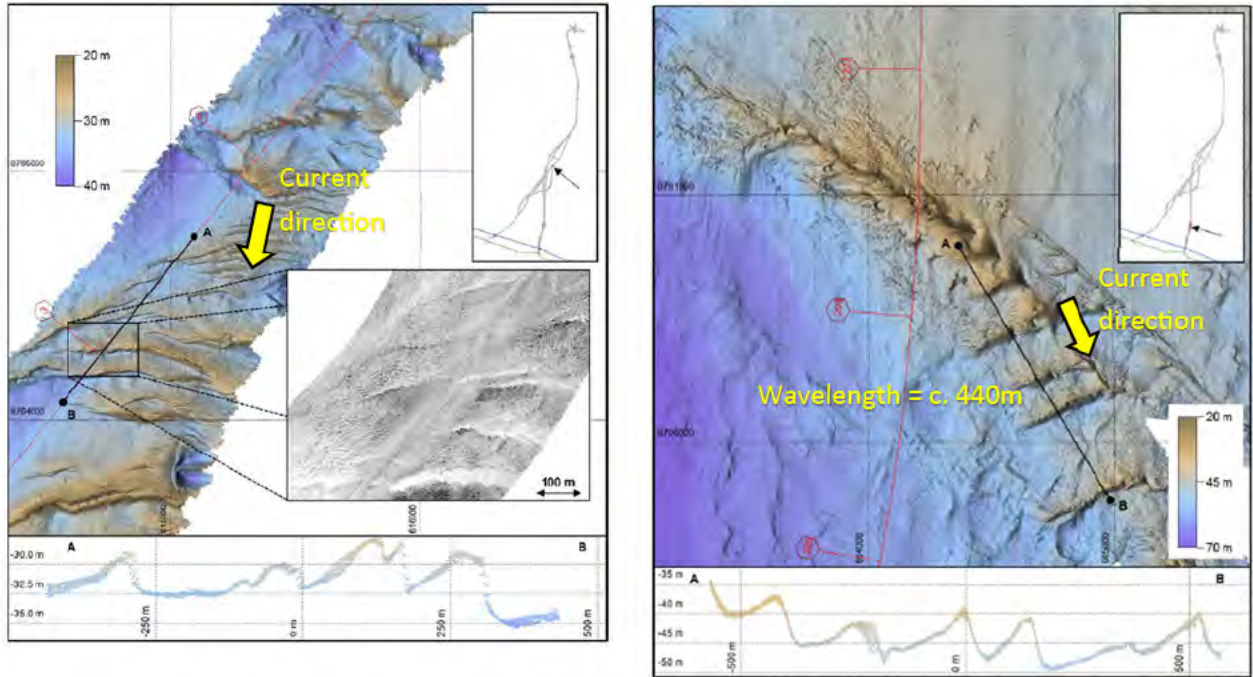 20 m
30 m
40 m
Current
direction
A
B
100 m
616000
A
B
-30.0 m
-32.5 m
-35.0 m
-250 m
0 m
250 m
500 m
A
Current
direction
Wavelength = c. 440m
B
20 m
45 m
70 m
A
B
-35 m
-40 m
-45 m
-50 m
-500 m
0 m
500 m